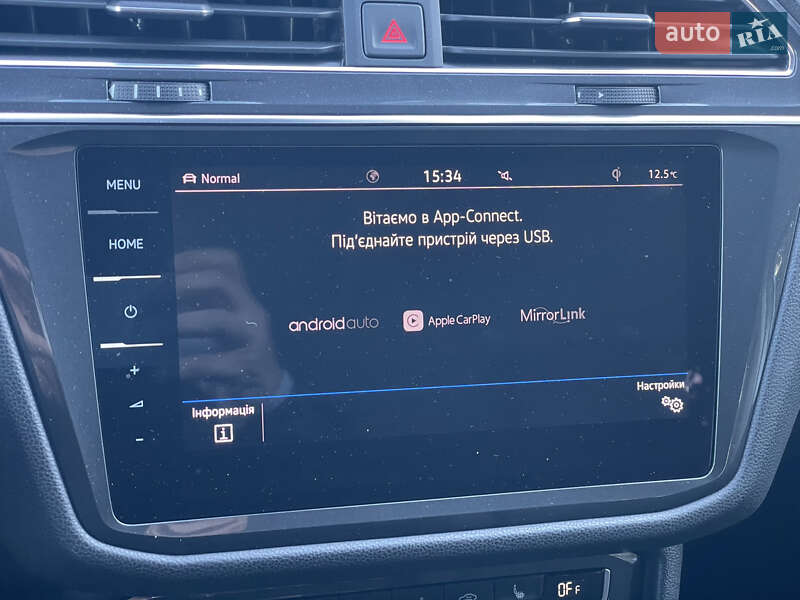 auto RIA .com
MENU
Normal
15:34
12.5°C
HOME
Вітаємо в App-Connect.
Під’єднайте пристрій через USB.
androidauto
Apple CarPlay
MirrorLink
Настройки
Інформація
i
+
-
OFF